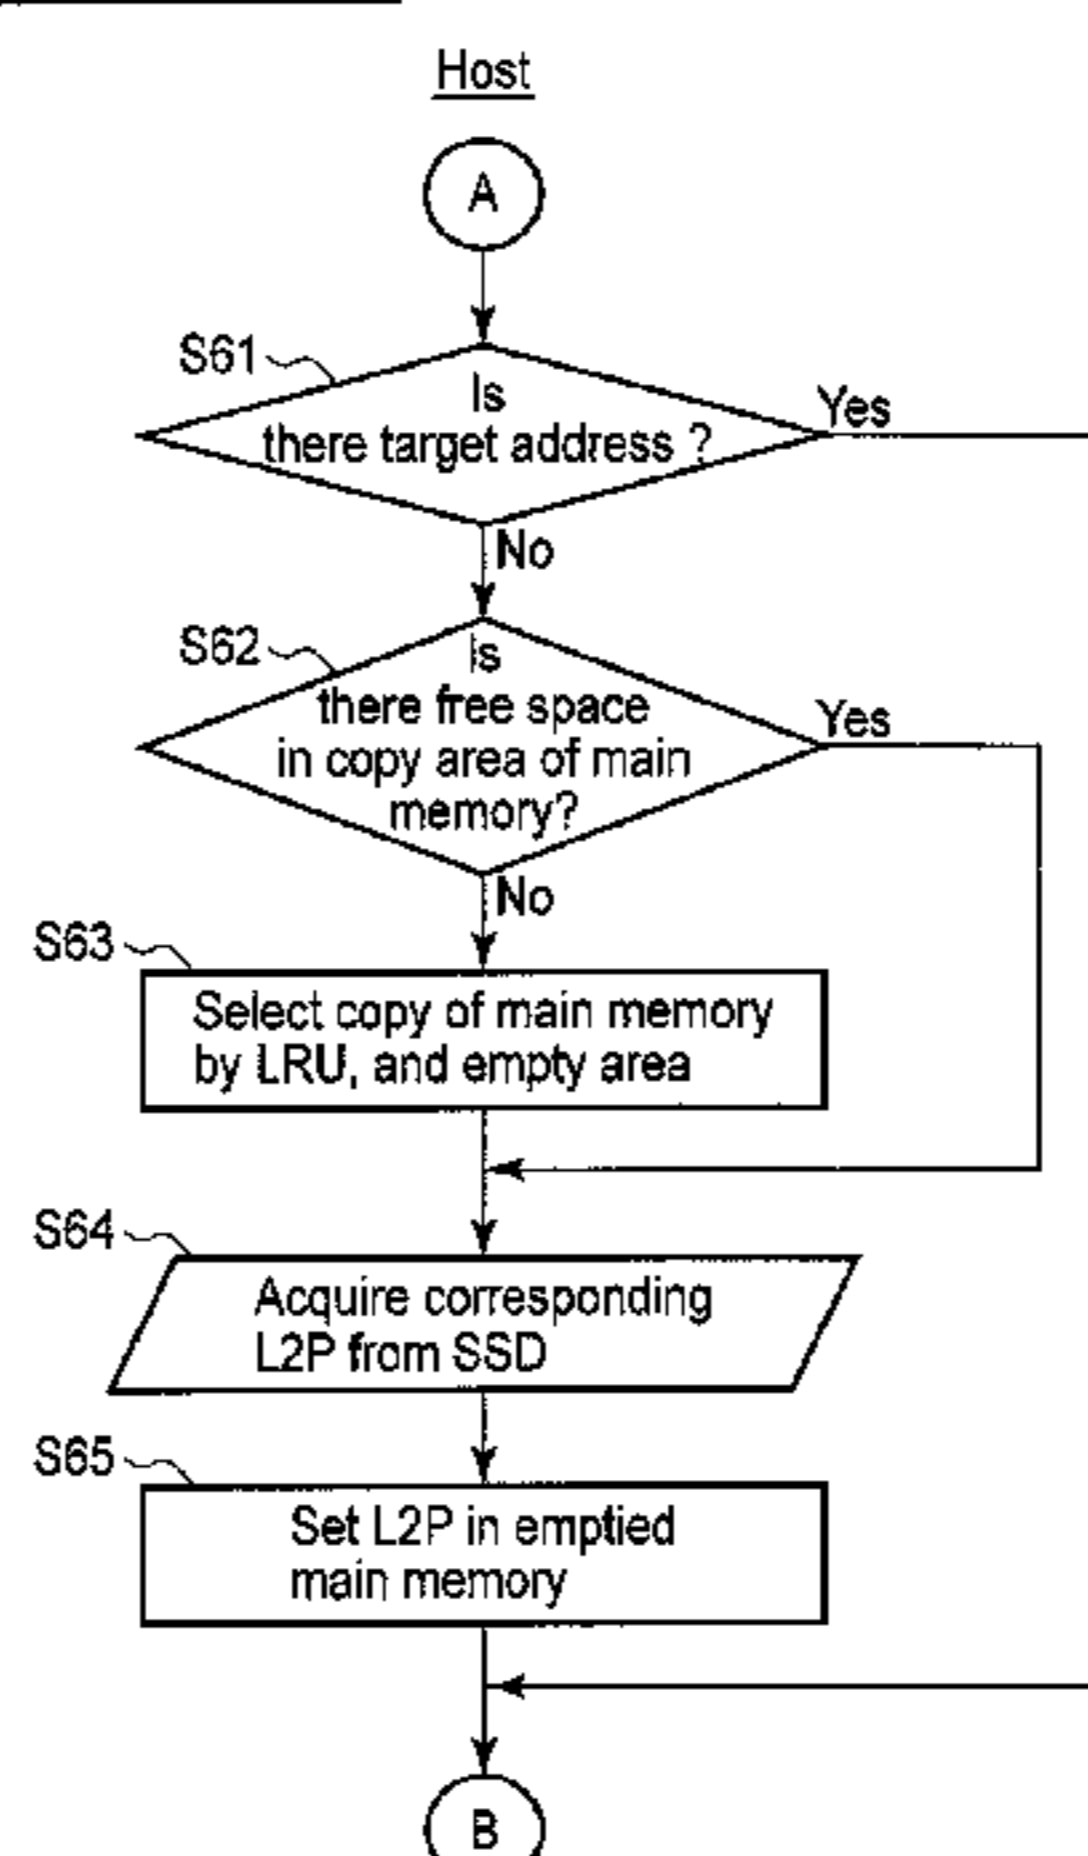 Host
A
S61
Is
there target address ?
Yes
No
S62
Is
there free space
in copy area of main
memory?
Yes
No
S63
Select copy of main memory
by LRU, and empty area
S64
Acquire corresponding
L2P from SSD
S65
Set L2P in emptied
main memory
B